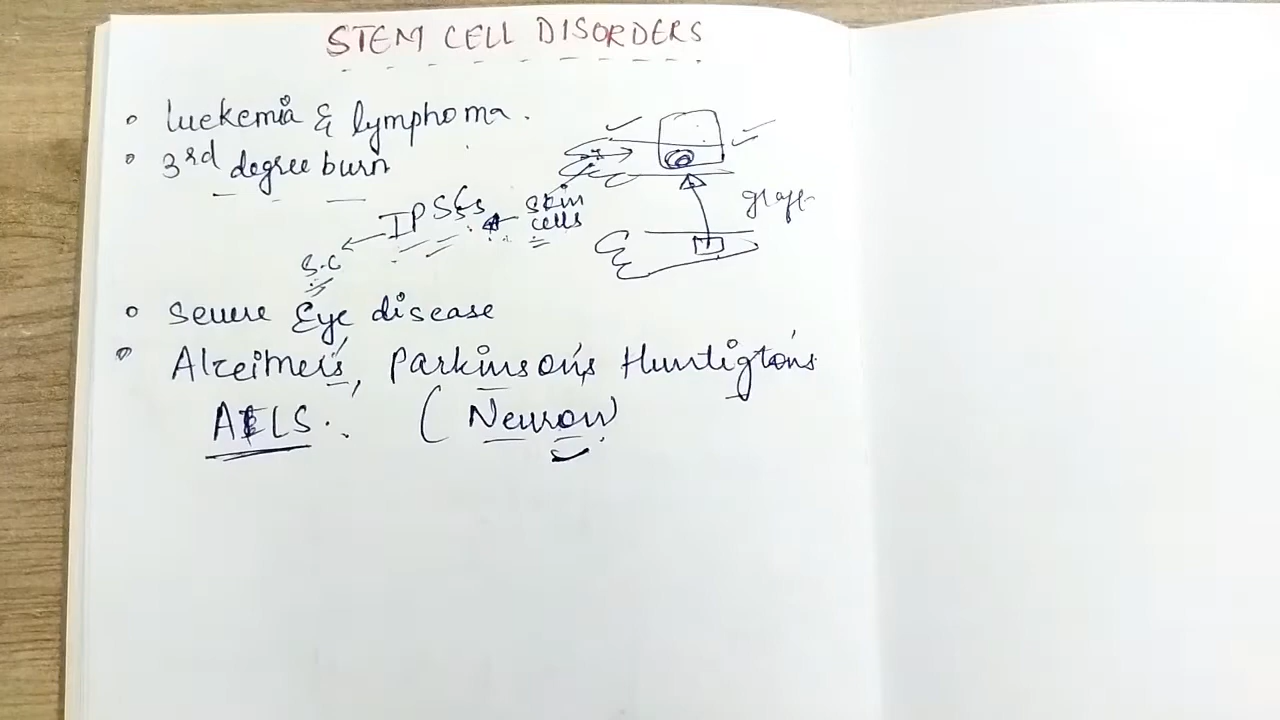 STEM CELL DISORDERS
luekemia & lymphoma.
3rd degree burn
IPSCs
skin
cells
graft
S.C
Severe Eye disease
Alzeimer's, Parkinson's Huntigton's
ALS.
(Neuron)